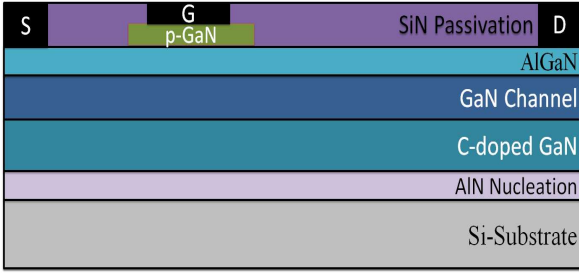 S G SiN Passivation D
p-GaN
AlGaN
GaN Channel
C-doped GaN
AlN Nucleation
Si-Substrate